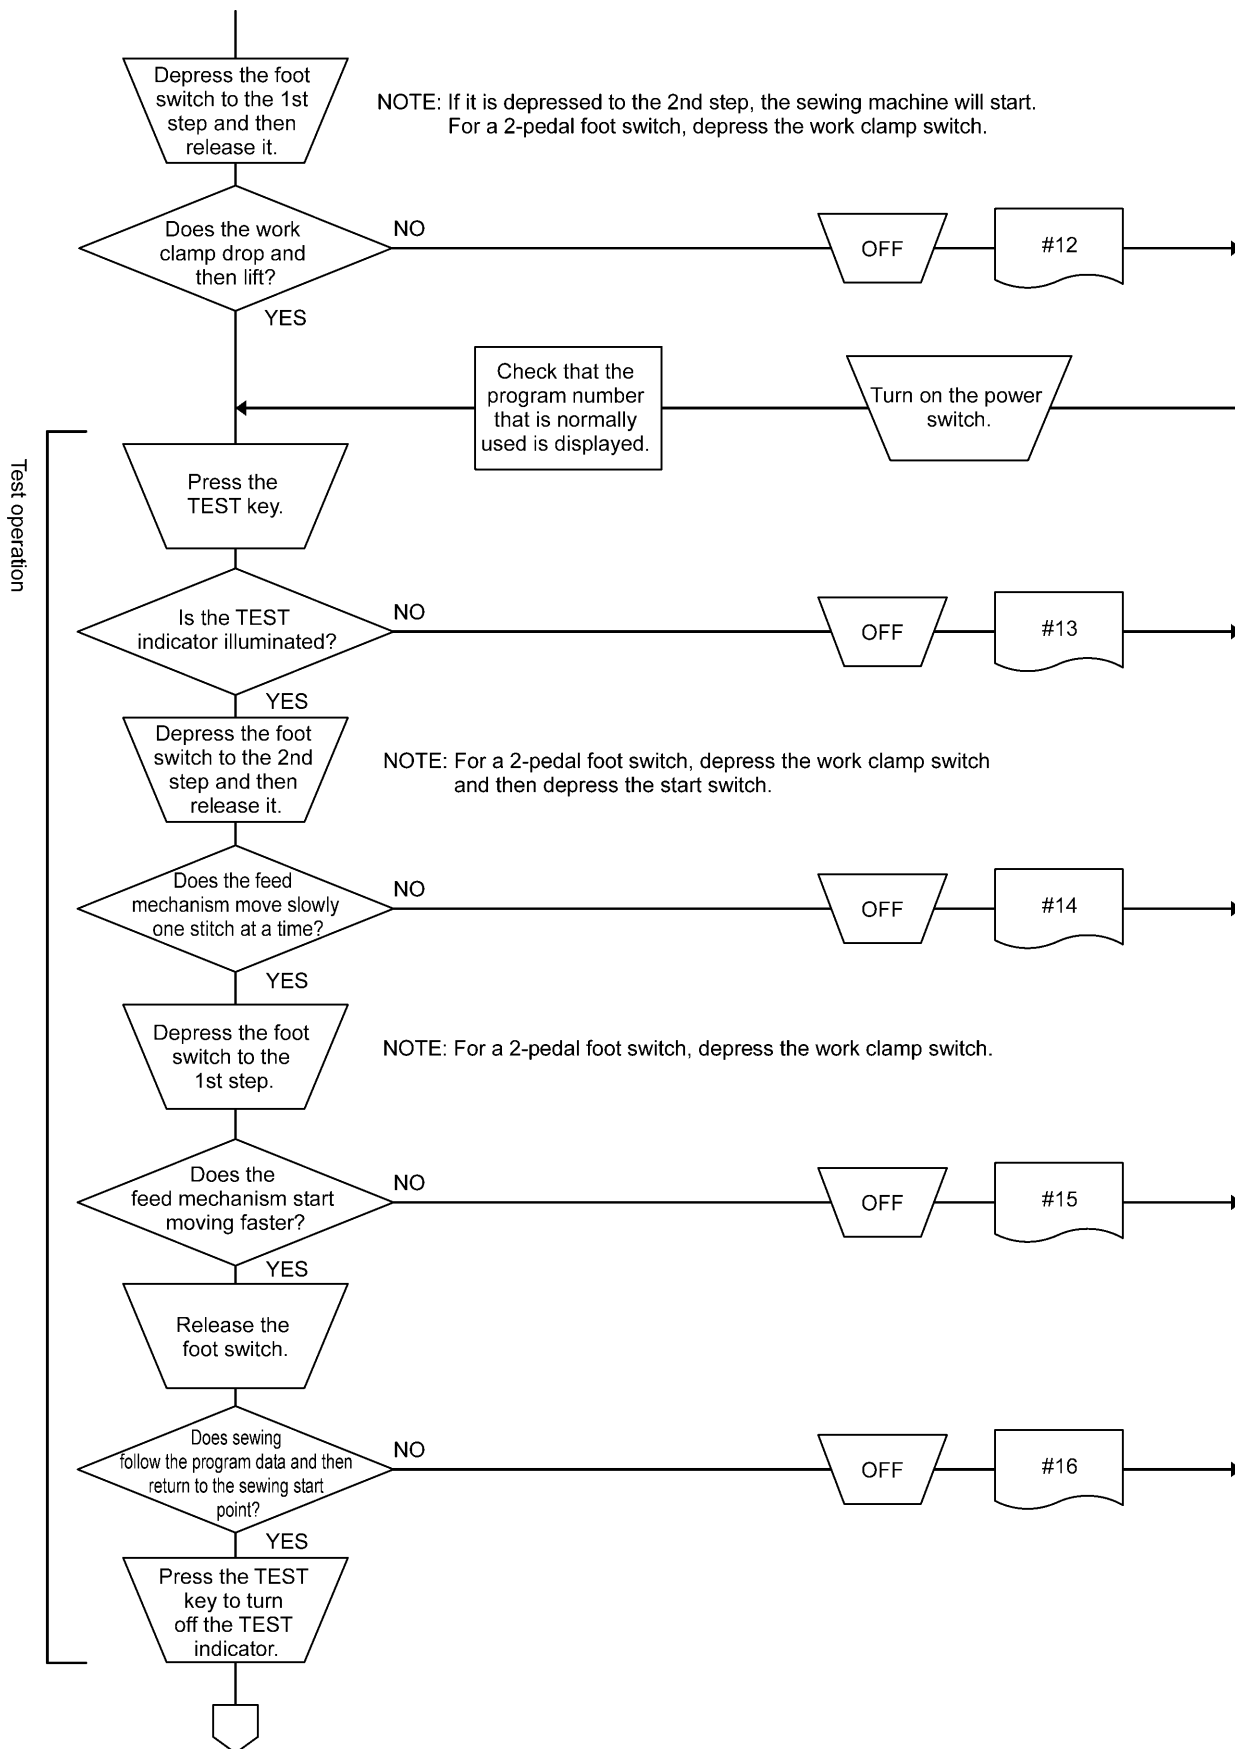 Depress the foot
switch to the 1st
step and then
release it.
NOTE: If it is depressed to the 2nd step, the sewing machine will start.
For a 2-pedal foot switch, depress the work clamp switch.
Does the work
clamp drop and
then lift?
NO
OFF
#12
YES
Check that the
program number
that is normally
used is displayed.
Turn on the power
switch.
Test operation
Press the
TEST key.
Is the TEST
indicator illuminated?
NO
OFF
#13
YES
Depress the foot
switch to the 2nd
step and then
release it.
NOTE: For a 2-pedal foot switch, depress the work clamp switch
and then depress the start switch.
Does the feed
mechanism move slowly
one stitch at a time?
NO
OFF
#14
YES
Depress the foot
switch to the
1st step.
NOTE: For a 2-pedal foot switch, depress the work clamp switch.
Does the
feed mechanism start
moving faster?
NO
OFF
#15
YES
Release the
foot switch.
Does sewing
follow the program data and then
return to the sewing start
point?
NO
OFF
#16
YES
Press the TEST
key to turn
off the TEST
indicator.